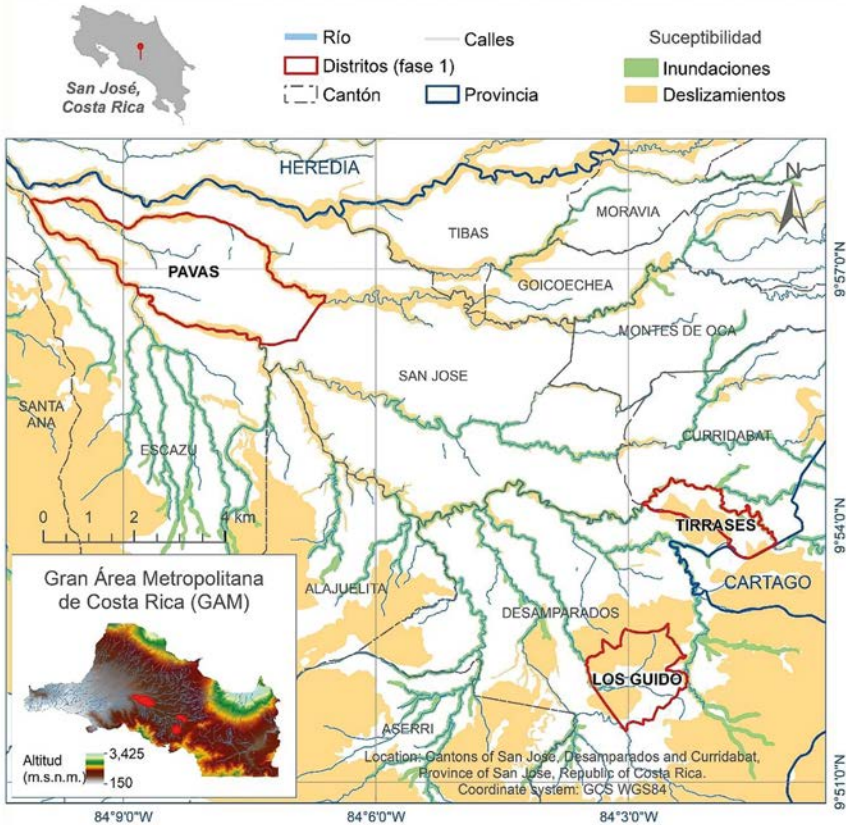 San José,
Costa Rica
Río
Calles
Distritos (fase 1)
Cantón
Provincia
Suceptibilidad
Inundaciones
Deslizamientos
HEREDIA
N
TIBAS
MORAVIA
PAVAS
GOICOECHEA
9°57'0"N
MONTES DE OCA
SAN JOSE
SANTA
ANA
ESCAZU
CURRIDABAT
0 1 2 4 km
TIRRASES
9°54'0"N
Gran Área Metropolitana
de Costa Rica (GAM)
ALAJUELITA
CARTAGO
DESAMPARADOS
LOS GUIDO
ASERRI
Altitud
(m.s.n.m.)
3,425
150
Location: Cantons of San Jose, Desamparados and Curridabat,
Province of San Jose, Republic of Costa Rica.
Coordinate system: GCS WGS84
9°51'0"N
84°9'0"W 84°6'0"W 84°3'0"W